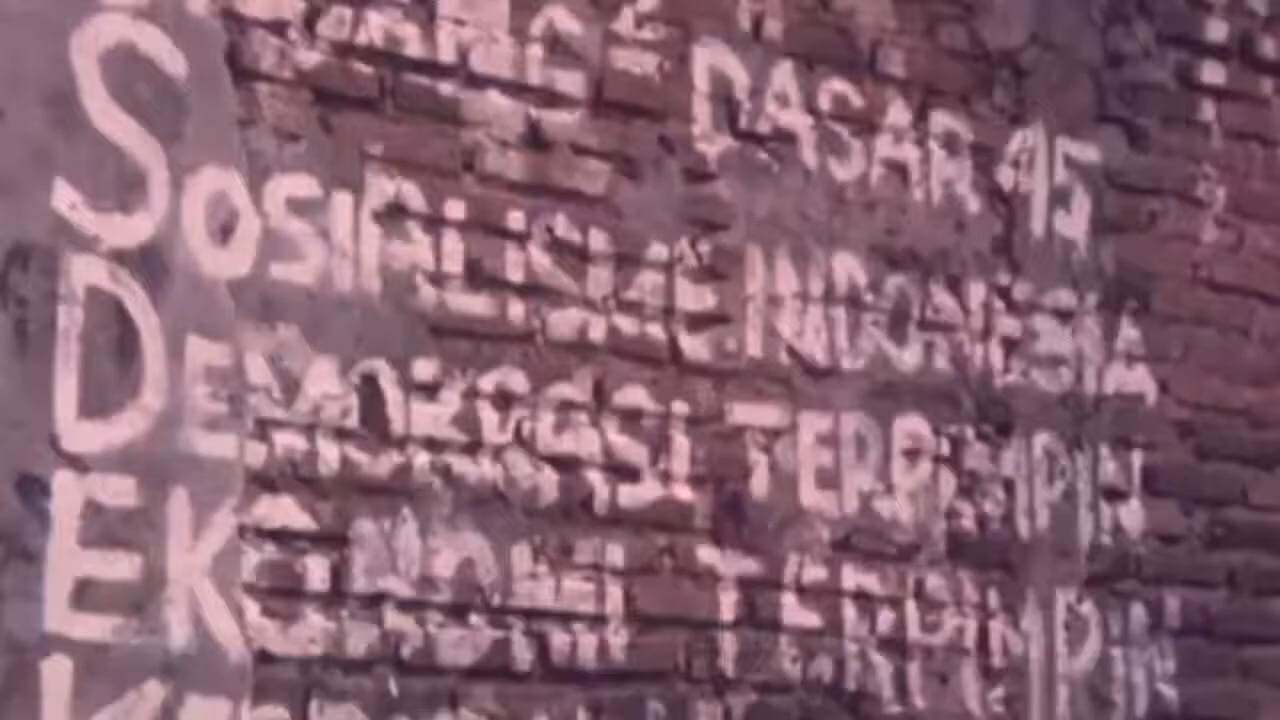 DASAR 45
SOSIALISME INDONESIA
DEMOKRASI TERPIMPIN
EKONOMI TERPIMPIN